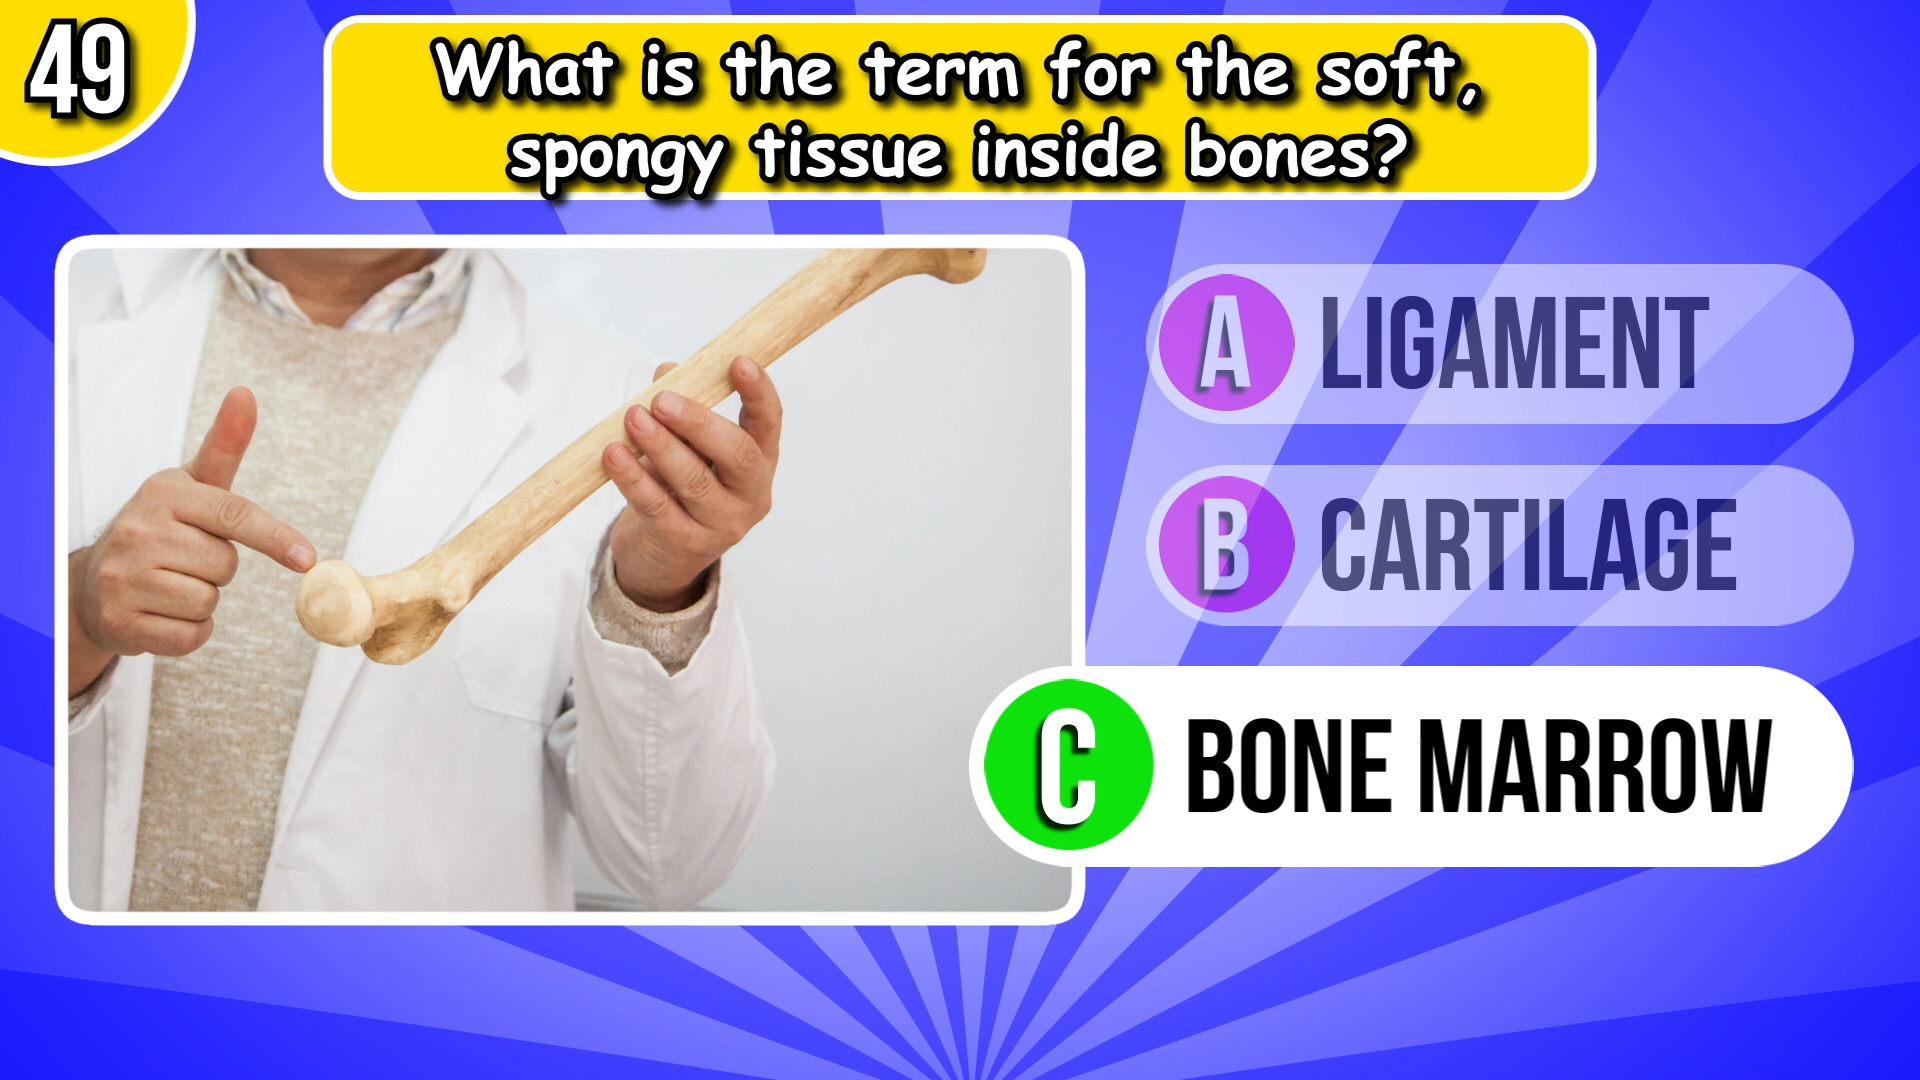 49
What is the term for the soft,
spongy tissue inside bones?
A LIGAMENT
B CARTILAGE
C BONE MARROW